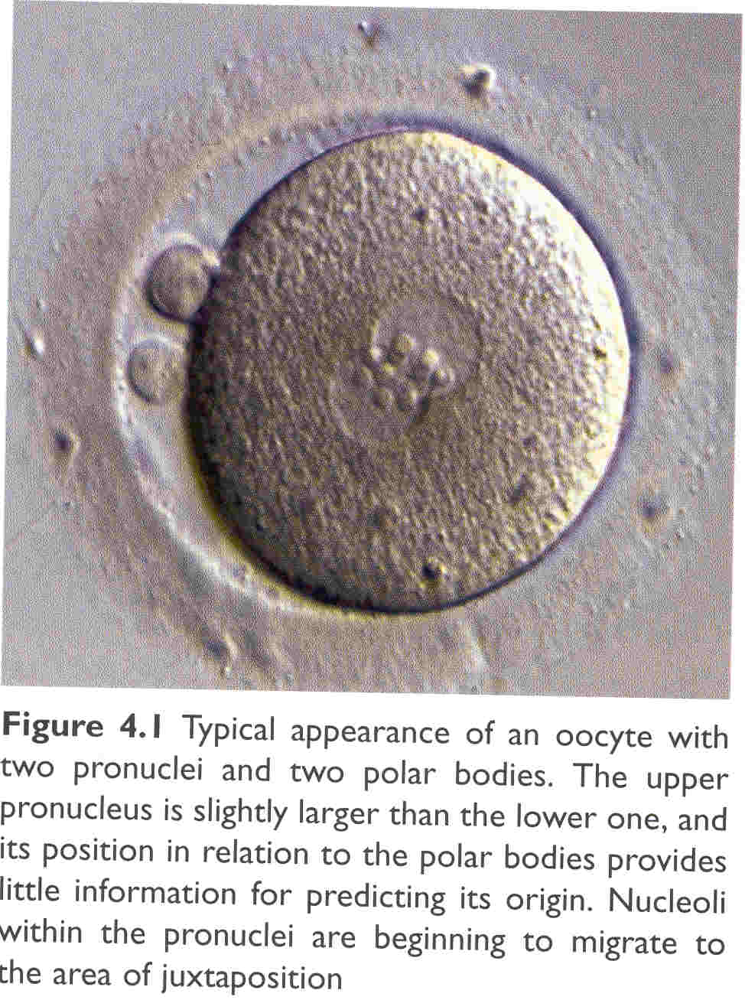 Figure 4.1 Typical appearance of an oocyte with
two pronuclei and two polar bodies. The upper
pronucleus is slightly larger than the lower one, and
its position in relation to the polar bodies provides
little information for predicting its origin. Nucleoli
within the pronuclei are beginning to migrate to
the area of juxtaposition